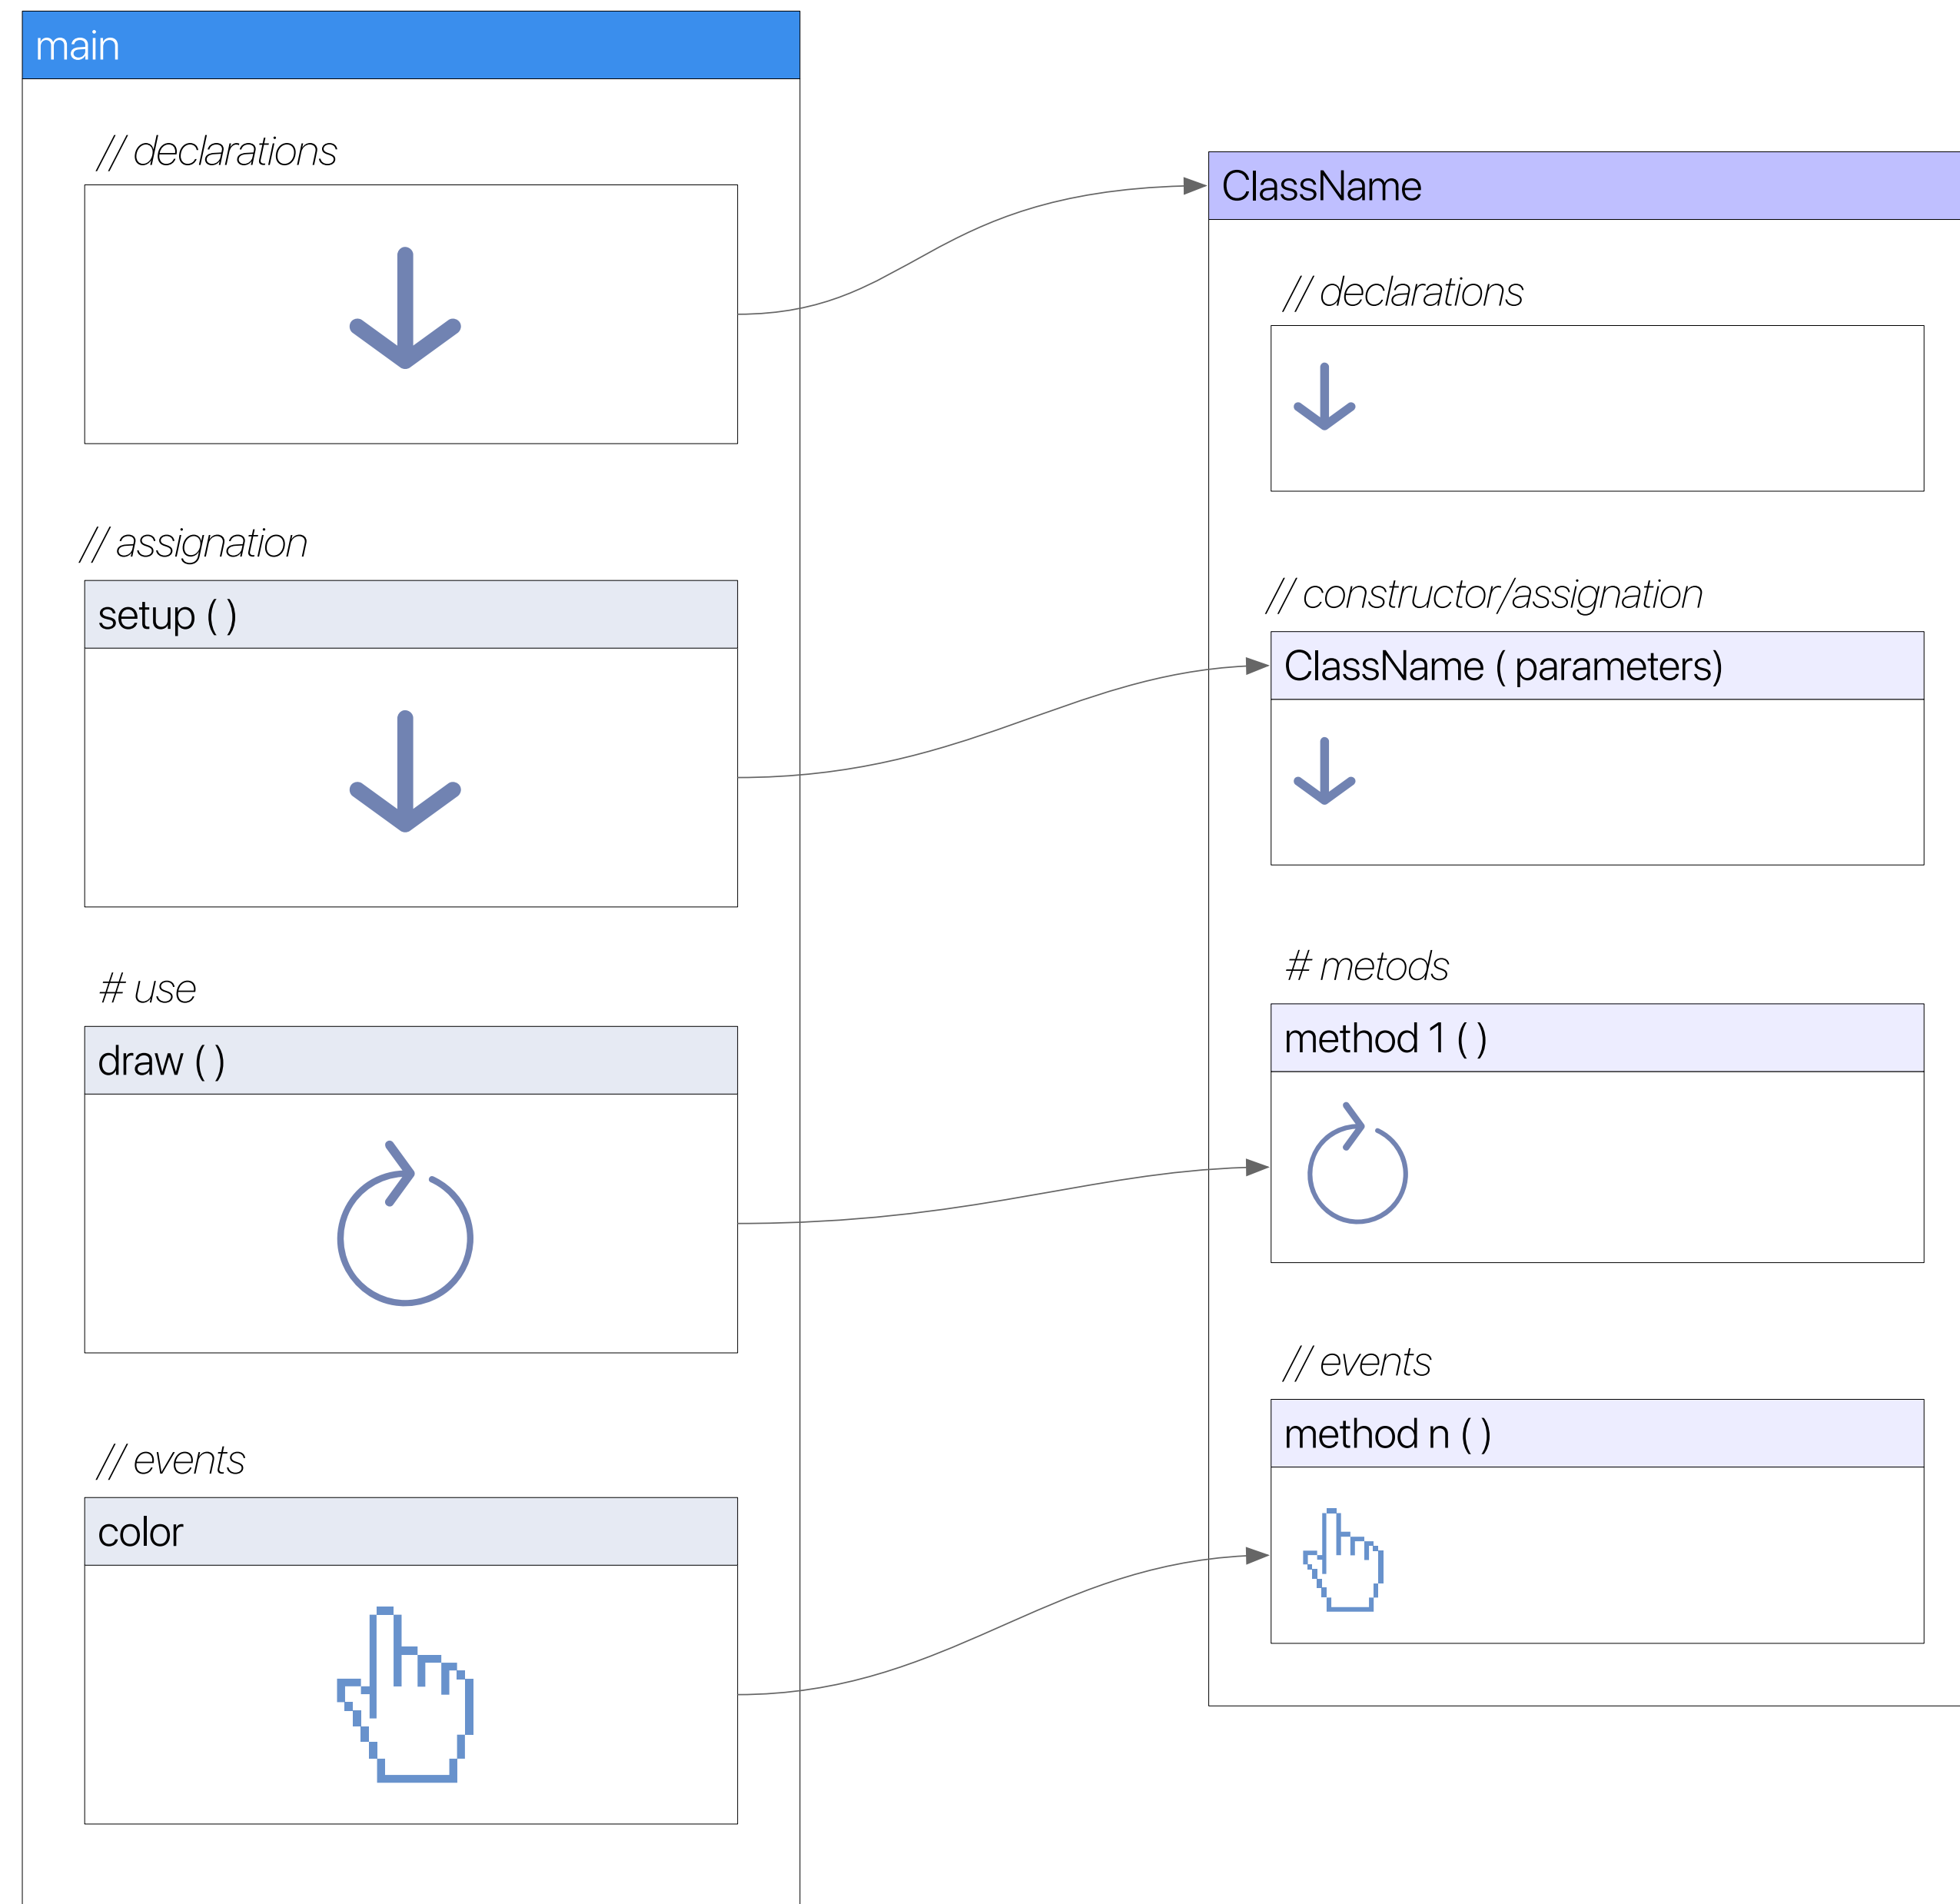 main
// declarations
// assignation
setup ( )
# use
draw ( )
// events
color
ClassName
// declarations
// constructor/assignation
ClassName ( parameters)
# metods
method 1 ( )
// events
method n ( )